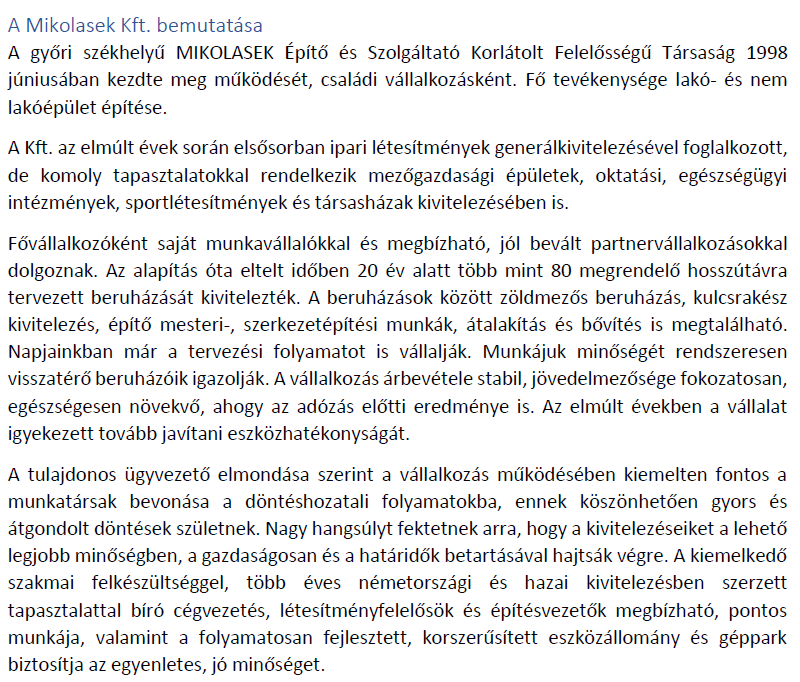 A Mikolasek Kft. bemutatása
A győri székhelyű MIKOLASEK Építő és Szolgáltató Korlátolt Felelősségű Társaság 1998
júniusában kezdte meg működését, családi vállalkozásként. Fő tevékenysége lakó- és nem
lakóépület építése.
A Kft. az elmúlt évek során elsősorban ipari létesítmények generálkivitelezésével foglalkozott,
de komoly tapasztalatokkal rendelkezik mezőgazdasági épületek, oktatási, egészségügyi
intézmények, sportlétesítmények és társasházak kivitelezésében is.
Fővállalkozóként saját munkavállalókkal és megbízható, jól bevált partnervállalkozásokkal
dolgoznak. Az alapítás óta eltelt időben 20 év alatt több mint 80 megrendelő hosszútávra
tervezett beruházását kivitelezték. A beruházások között zöldmezős beruházás, kulcsrakész
kivitelezés, építő mesteri-, szerkezetépítési munkák, átalakítás és bővítés is megtalálható.
Napjainkban már a tervezési folyamatot is vállalják. Munkájuk minőségét rendszeresen
visszatérő beruházóik igazolják. A vállalkozás árbevétele stabil, jövedelmezősége fokozatosan,
egészségesen növekvő, ahogy az adózás előtti eredménye is. Az elmúlt években a vállalat
igyekezett tovább javítani eszközhatékonyságát.
A tulajdonos ügyvezető elmondása szerint a vállalkozás működésében kiemelten fontos a
munkatársak bevonása a döntéshozatali folyamatokba, ennek köszönhetően gyors és
átgondolt döntések születnek. Nagy hangsúlyt fektetnek arra, hogy a kivitelezéseiket a lehető
legjobb minőségben, a gazdaságosan és a határidők betartásával hajtsák végre. A kiemelkedő
szakmai felkészültséggel, több éves németországi és hazai kivitelezésben szerzett
tapasztalattal bíró cégvezetés, létesítményfelelősök és építésvezetők megbízható, pontos
munkája, valamint a folyamatosan fejlesztett, korszerűsített eszközállomány és géppark
biztosítja az egyenletes, jó minőséget.